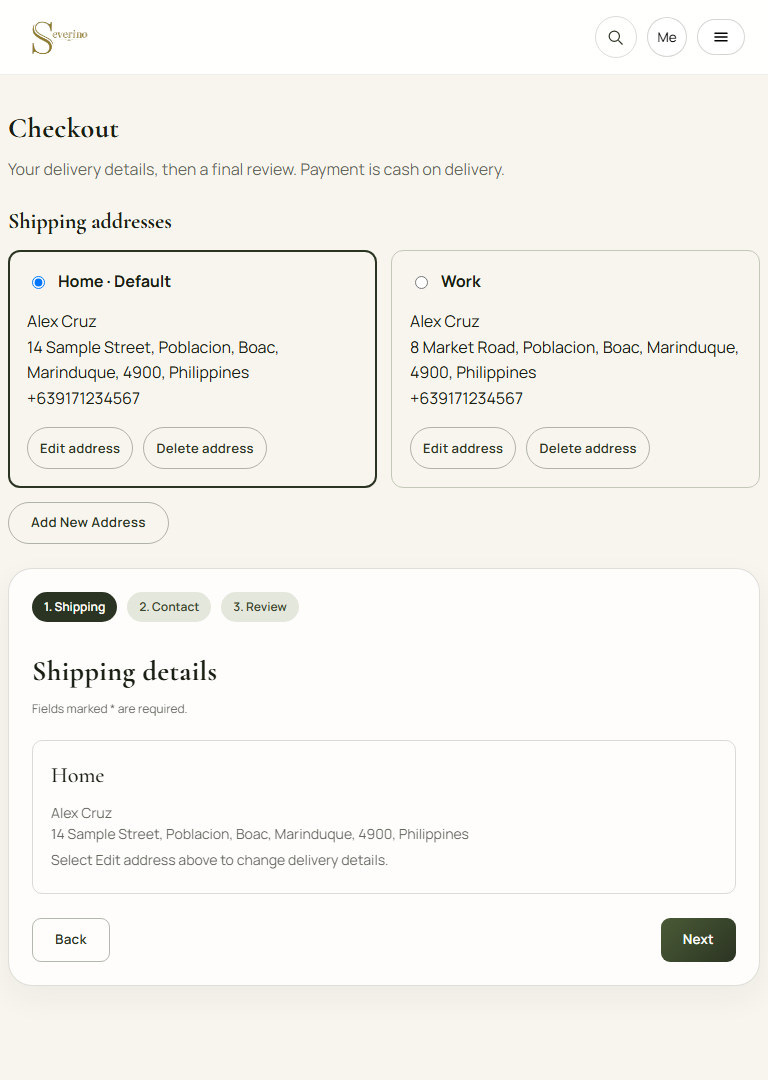 Severino
Me
Checkout
Your delivery details, then a final review. Payment is cash on delivery.
Shipping addresses
Home · Default
Alex Cruz
14 Sample Street, Poblacion, Boac,
Marinduque, 4900, Philippines
+639171234567
Edit address
Delete address
Work
Alex Cruz
8 Market Road, Poblacion, Boac, Marinduque,
4900, Philippines
+639171234567
Edit address
Delete address
Add New Address
1. Shipping
2. Contact
3. Review
Shipping details
Fields marked * are required.
Home
Alex Cruz
14 Sample Street, Poblacion, Boac, Marinduque, 4900, Philippines
Select Edit address above to change delivery details.
Back
Next